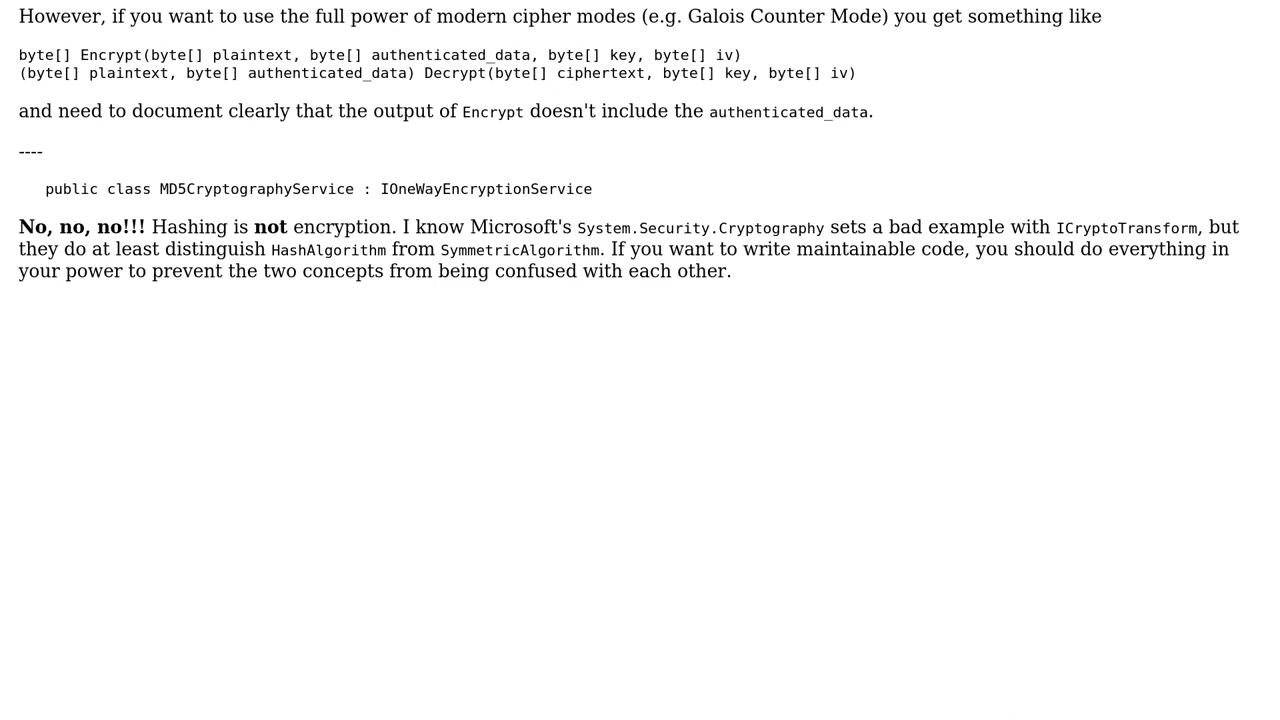 However, if you want to use the full power of modern cipher modes (e.g. Galois Counter Mode) you get something like
byte[] Encrypt(byte[] plaintext, byte[] authenticated_data, byte[] key, byte[] iv)
(byte[] plaintext, byte[] authenticated_data) Decrypt(byte[] ciphertext, byte[] key, byte[] iv)
and need to document clearly that the output of Encrypt doesn't include the authenticated_data.
----
public class MD5CryptographyService : IOneWayEncryptionService
No, no, no!!! Hashing is not encryption. I know Microsoft's System.Security.Cryptography sets a bad example with ICryptoTransform, but
they do at least distinguish HashAlgorithm from SymmetricAlgorithm. If you want to write maintainable code, you should do everything in
your power to prevent the two concepts from being confused with each other.